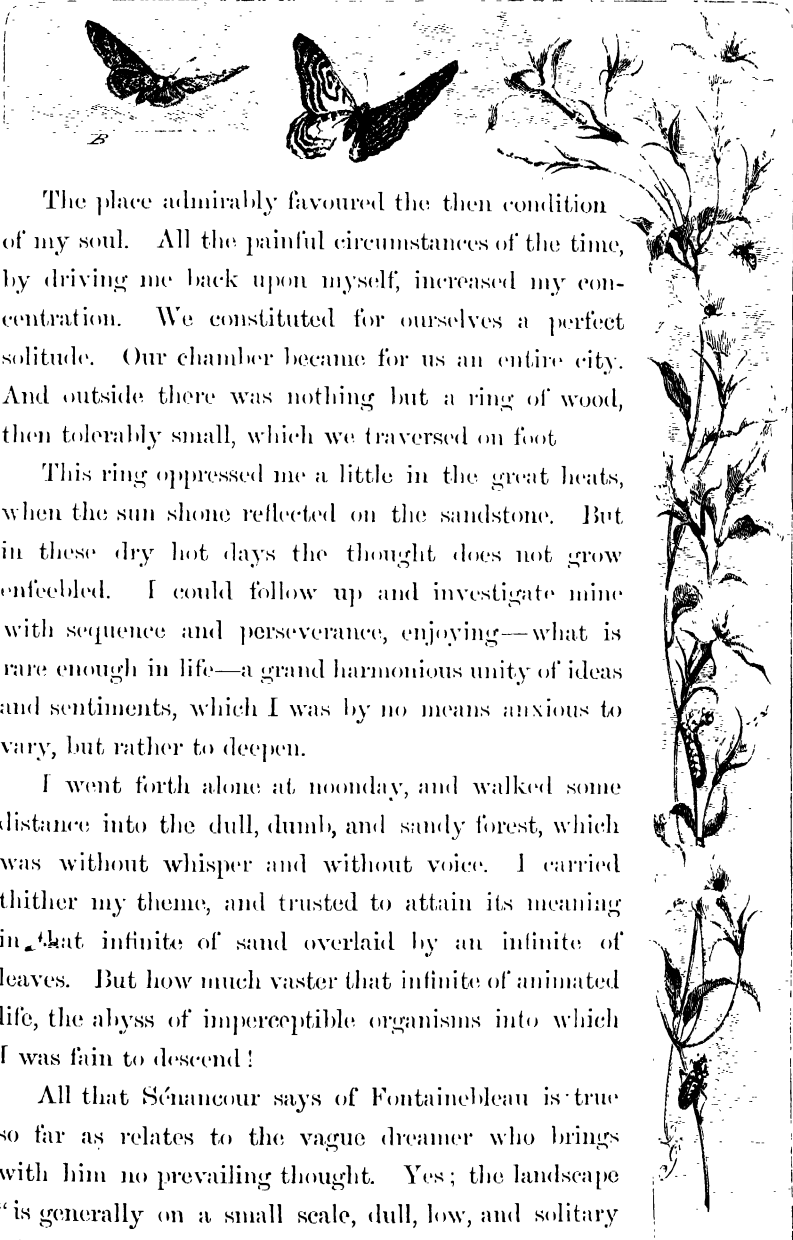 B
The place admirably favoured the then condition
of my soul. All the painful circumstances of the time,
by driving me back upon myself, increased my con-
centration. We constituted for ourselves a perfect
solitude. Our chamber became for us an entire city.
And outside there was nothing but a ring of wood,
then tolerably small, which we traversed on foot
This ring oppressed me a little in the great heats,
when the sun shone reflected on the sandstone. But
in these dry hot days the thought does not grow
enfeebled. I could follow up and investigate mine
with sequence and perseverance, enjoying—what is
rare enough in life—a grand harmonious unity of ideas
and sentiments, which I was by no means anxious to
vary, but rather to deepen.
I went forth alone at noonday, and walked some
distance into the dull, dumb, and sandy forest, which
was without whisper and without voice. I carried
thither my theme, and trusted to attain its meaning
in that infinite of sand overlaid by an infinite of
leaves. But how much vaster that infinite of animated
life, the abyss of imperceptible organisms into which
I was fain to descend!
All that Sénancour says of Fontainebleau is true
so far as relates to the vague dreamer who brings
with him no prevailing thought. Yes; the landscape
"is generally on a small scale, dull, low, and solitary